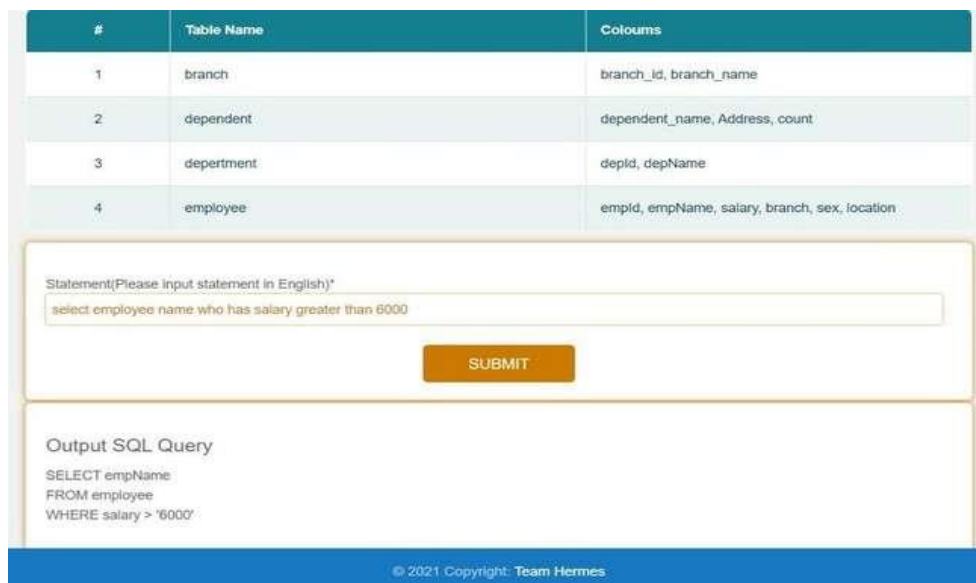 # Table Name Coloums
1 branch branch_id, branch_name
2 dependent dependent_name, Address, count
3 depertment depId, depName
4 employee empId, empName, salary, branch, sex, location
Statement(Please input statement in English)*
select employee name who has salary greater than 6000
SUBMIT
Output SQL Query
SELECT empName
FROM employee
WHERE salary > '6000'
© 2021 Copyright: Team Hermes